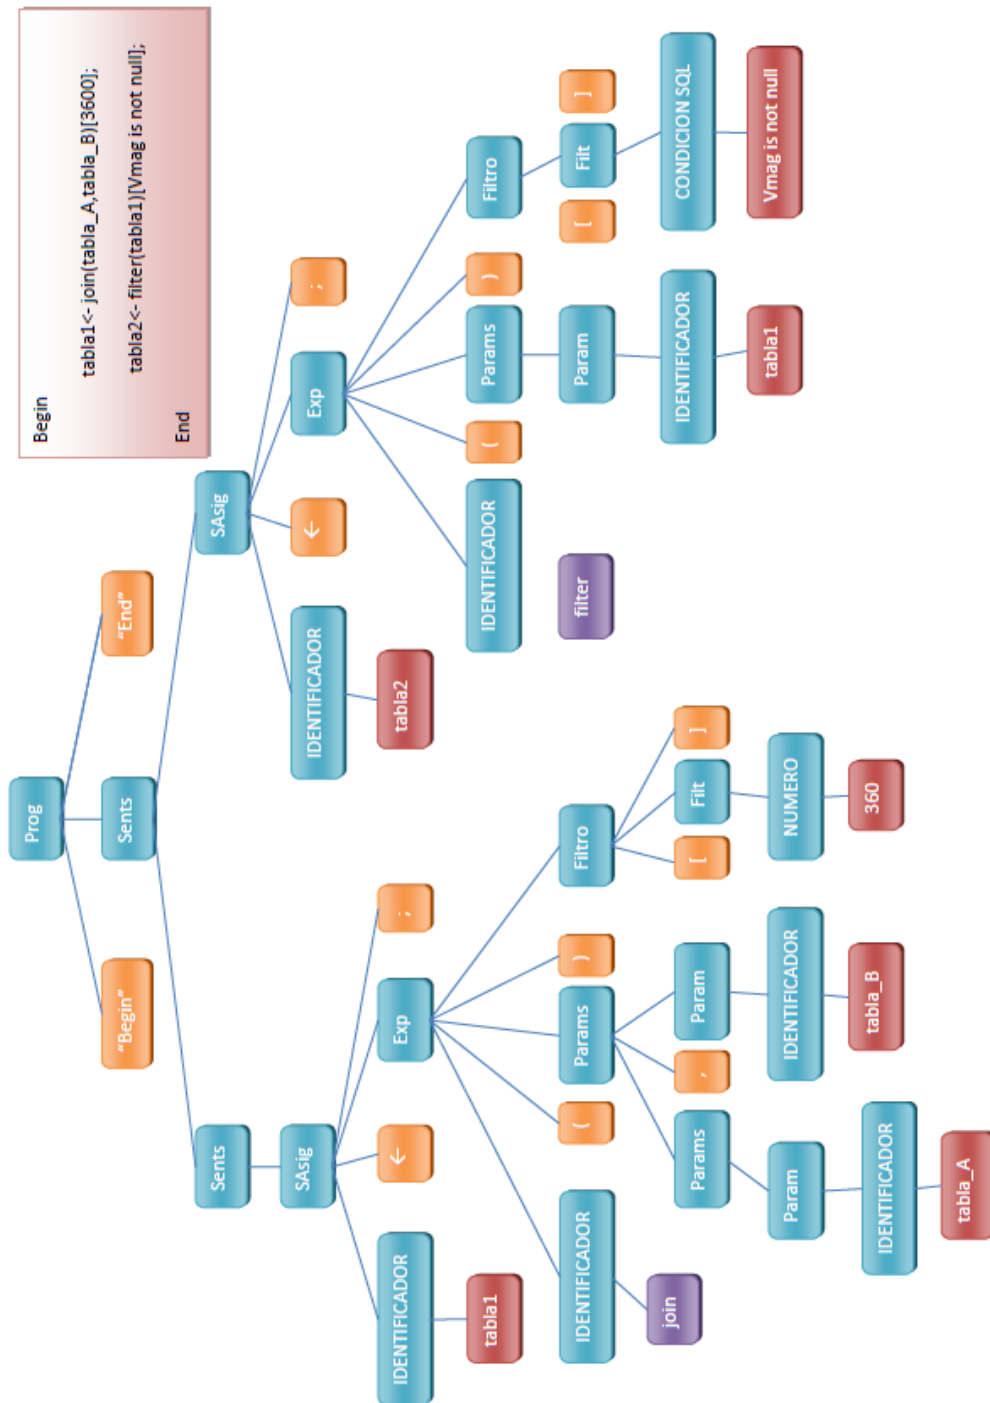 Begin
tabla1<- join(tabla_A,tabla_B)[3600];
tabla2<- filter(tabla1)[Vmag is not null];
End
Prog
"Begin"
Sents
"End"
Sents
SAsig
SAsig
IDENTIFICADOR
←
Exp
;
tabla2
IDENTIFICADOR
←
Exp
;
tabla1
IDENTIFICADOR
(
Params
)
Filtro
filter
tabla1
Param
[
Filt
]
IDENTIFICADOR
CONDICION SQL
Vmag is not null
IDENTIFICADOR
(
Params
)
Filtro
join
Params
,
Param
[
Filt
]
Param
IDENTIFICADOR
NUMERO
IDENTIFICADOR
tabla_B
360
tabla_A